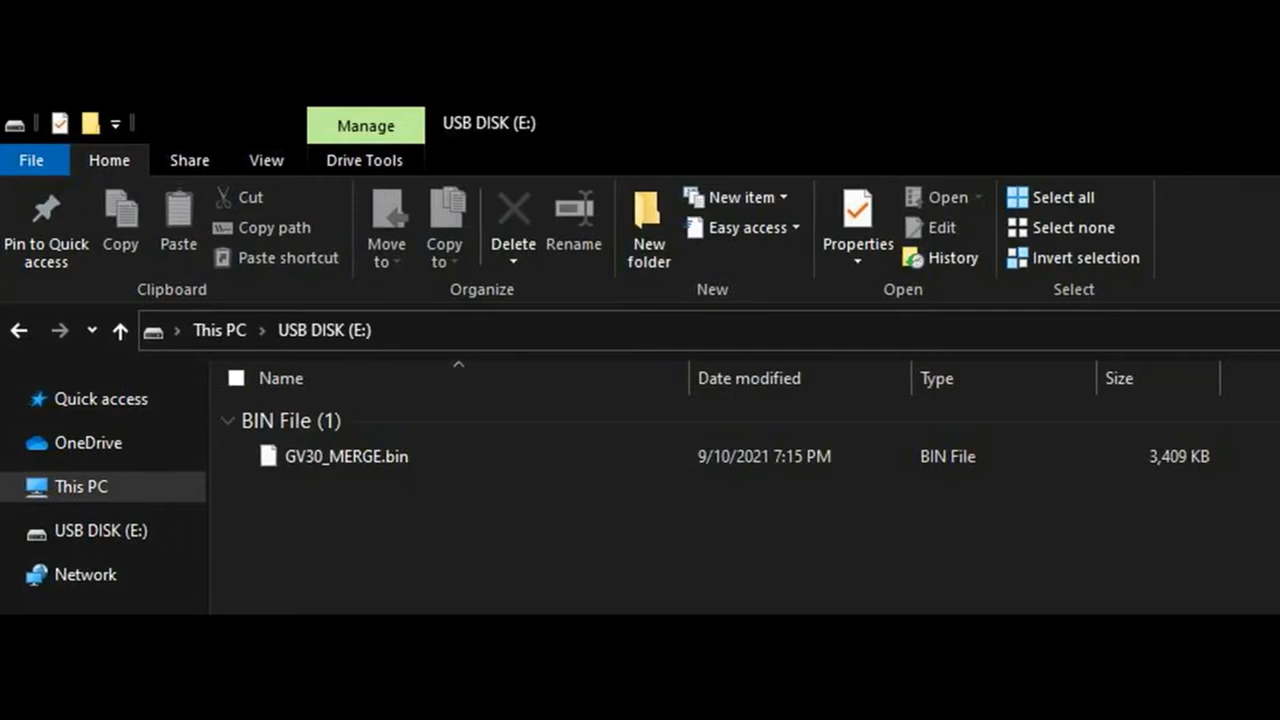 Manage
USB DISK (E:)
File
Home
Share
View
Drive Tools
Pin to Quick
access
Copy
Paste
Cut
Copy path
Paste shortcut
Clipboard
Move
to
Copy
to
Delete
Rename
Organize
New
folder
New item
Easy access
New
Properties
Open
Edit
History
Open
Select all
Select none
Invert selection
Select
This PC
USB DISK (E:)
Quick access
OneDrive
This PC
USB DISK (E:)
Network
Name
Date modified
Type
Size
BIN File (1)
GV30_MERGE.bin
9/10/2021 7:15 PM
BIN File
3,409 KB